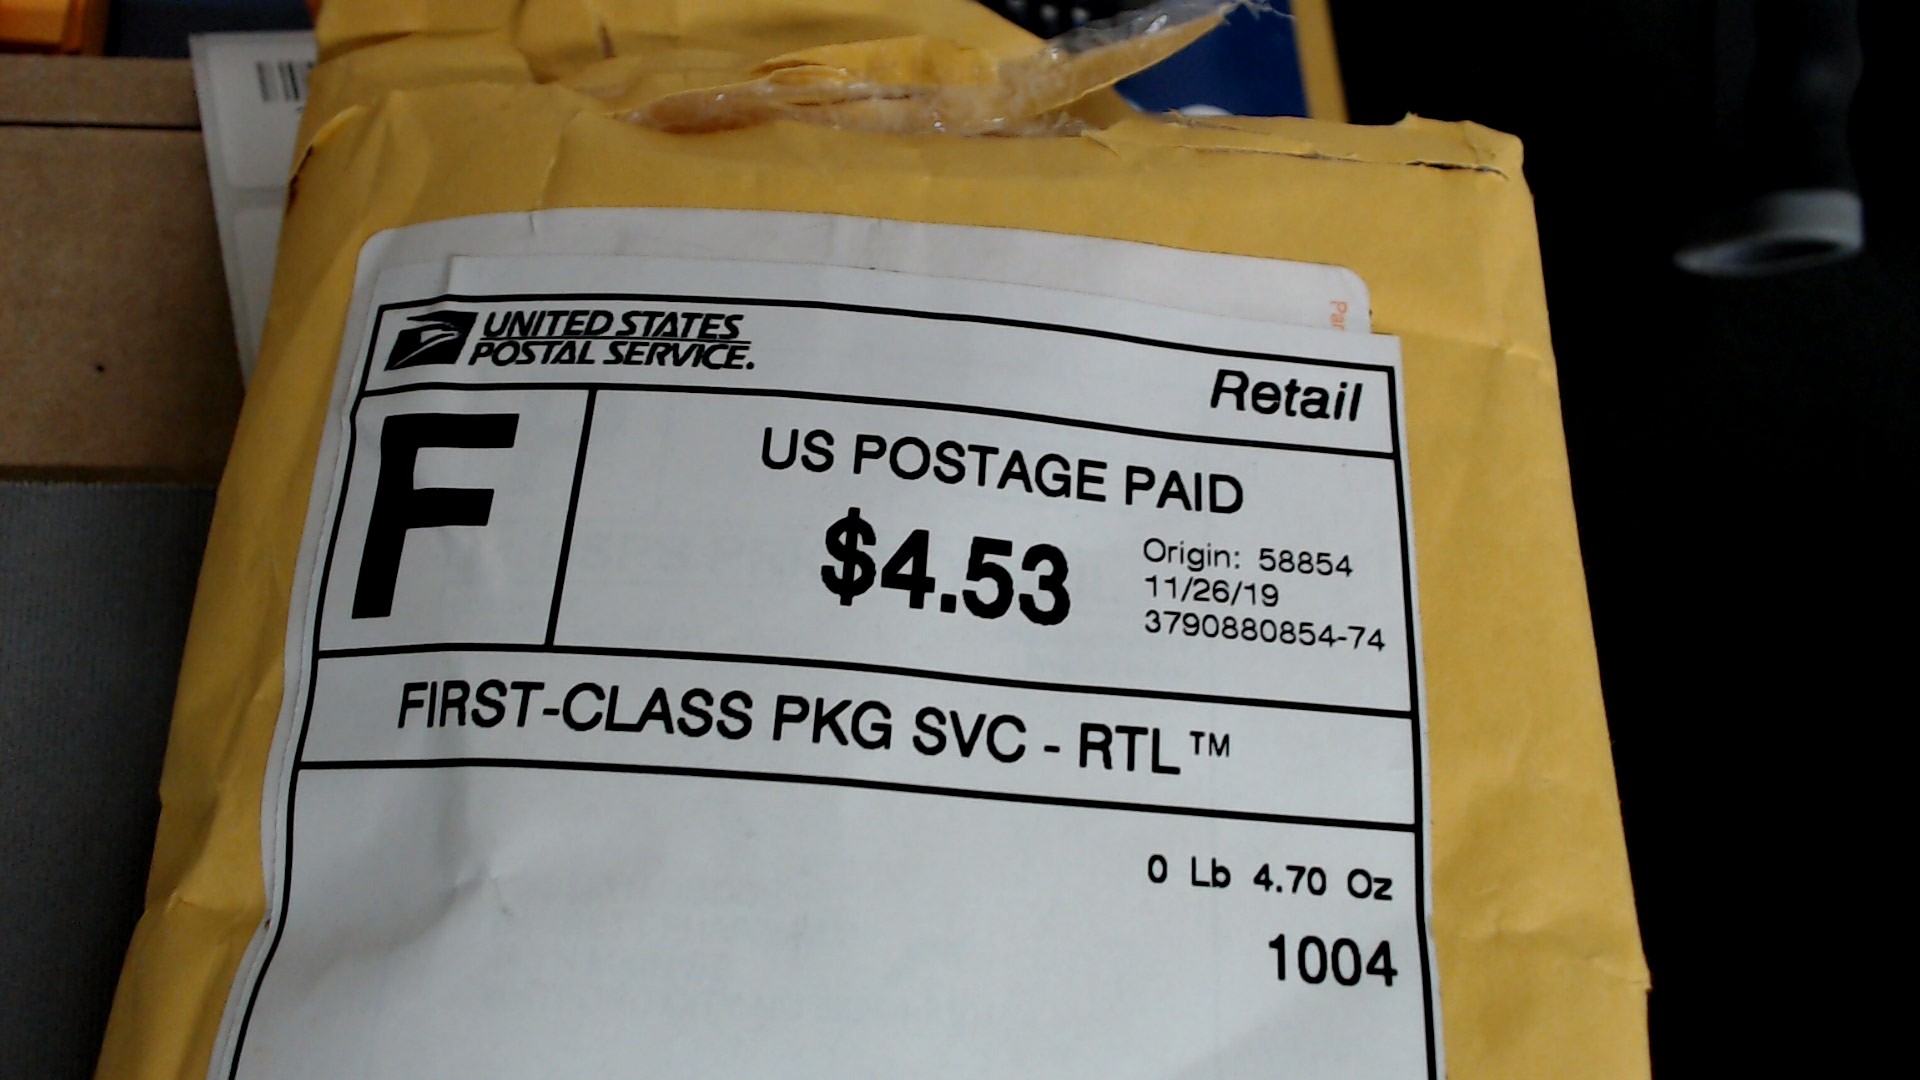 UNITED STATES
POSTAL SERVICE.
Retail
F
US POSTAGE PAID
$4.53
Origin: 58854
11/26/19
3790880854-74
FIRST-CLASS PKG SVC - RTL™
0 Lb 4.70 Oz
1004